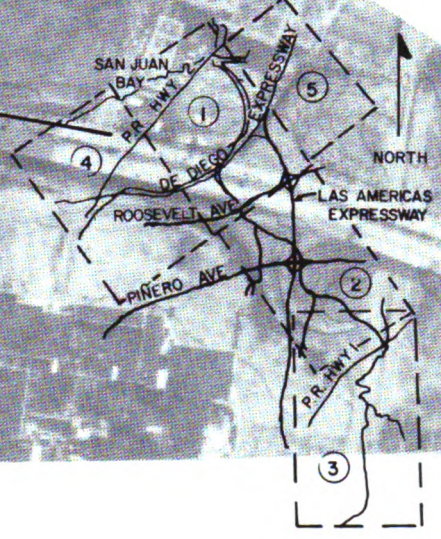 SAN JUAN
BAY
P.R. HWY. 2
EXPRESSWAY
5
1
4
DE DIEGO
NORTH
LAS AMERICAS
EXPRESSWAY
ROOSEVELT AVE
PIÑERO AVE.
2
P.R. HWY. 1
3